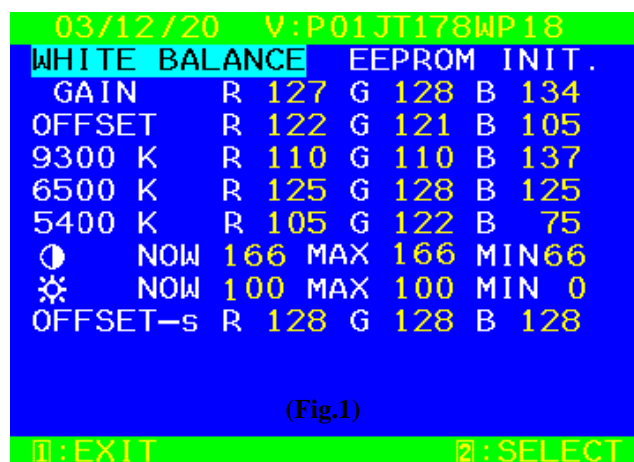 03/12/20 V:P01JT178WP18
WHITE BALANCE EEPROM INIT.
GAIN R 127 G 128 B 134
OFFSET R 122 G 121 B 105
9300 K R 110 G 110 B 137
6500 K R 125 G 128 B 125
5400 K R 105 G 122 B 75
NOW 166 MAX 166 MIN66
NOW 100 MAX 100 MIN 0
OFFSET-s R 128 G 128 B 128
(Fig.1)
1:EXIT 2:SELECT